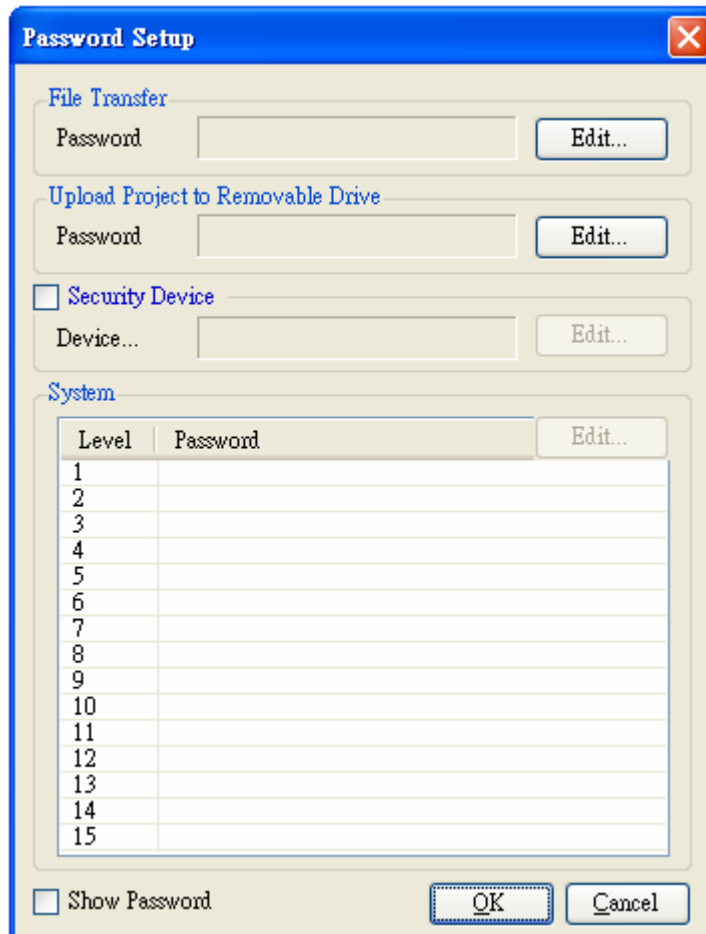 Password Setup
File Transfer
Password Edit...
Upload Project to Removable Drive
Password Edit...
Security Device
Device... Edit...
System
Level Password Edit...
1
2
3
4
5
6
7
8
9
10
11
12
13
14
15
Show Password OK Cancel